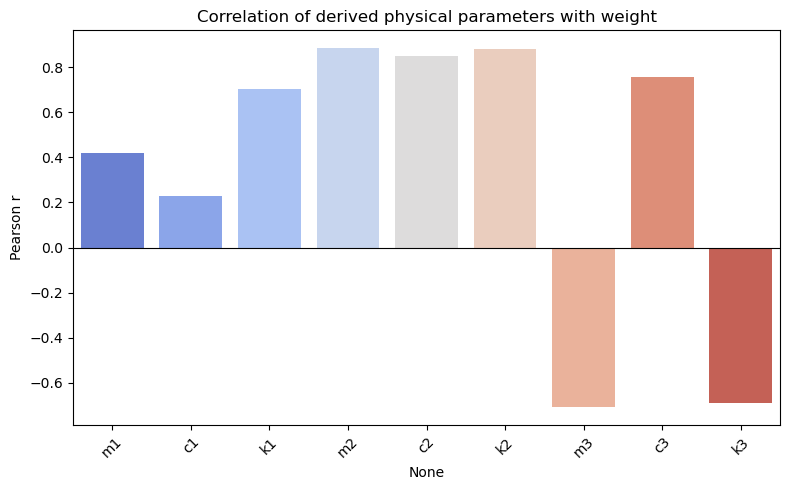 Correlation of derived physical parameters with weight
Pearson r
0.8
0.6
0.4
0.2
0.0
−0.2
−0.4
−0.6
m1 c1 k1 m2 c2 k2 m3 c3 k3
None